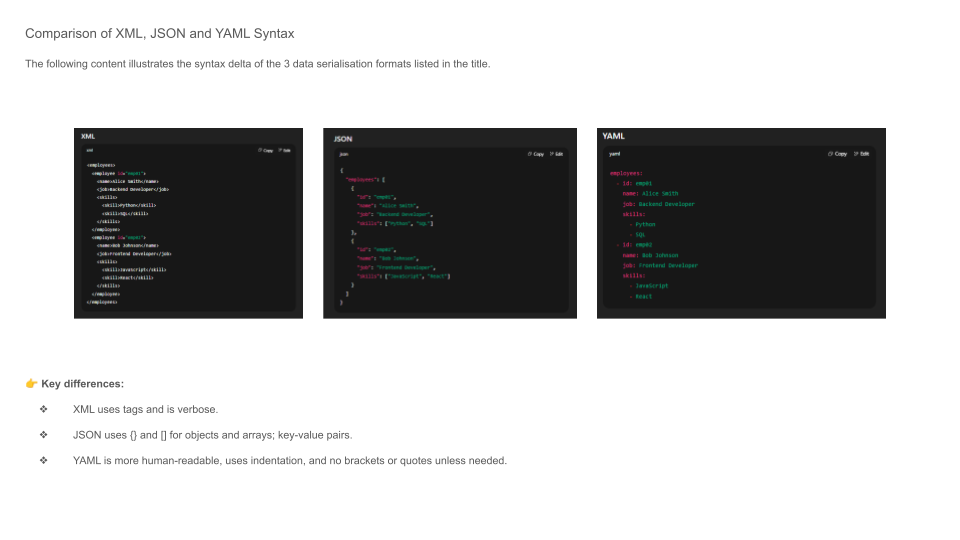 Comparison of XML, JSON and YAML Syntax
The following content illustrates the syntax delta of the 3 data serialisation formats listed in the title.
XML
xml
Copy Edit
<employees>
<employee id="emp01">
<name>Alice Smith</name>
<job>Backend Developer</job>
<skills>
<skill>Python</skill>
<skill>SQL</skill>
</skills>
</employee>
<employee id="emp02">
<name>Bob Johnson</name>
<job>Frontend Developer</job>
<skills>
<skill>JavaScript</skill>
<skill>React</skill>
</skills>
</employee>
</employees>
JSON
json
Copy Edit
{
"employees": [
{
"id": "emp01",
"name": "Alice Smith",
"job": "Backend Developer",
"skills": ["Python", "SQL"]
},
{
"id": "emp02",
"name": "Bob Johnson",
"job": "Frontend Developer",
"skills": ["JavaScript", "React"]
}
]
}
YAML
yaml
Copy Edit
employees:
- id: emp01
name: Alice Smith
job: Backend Developer
skills:
- Python
- SQL
- id: emp02
name: Bob Johnson
job: Frontend Developer
skills:
- JavaScript
- React
👉 Key differences:
❖ XML uses tags and is verbose.
❖ JSON uses {} and [] for objects and arrays; key-value pairs.
❖ YAML is more human-readable, uses indentation, and no brackets or quotes unless needed.